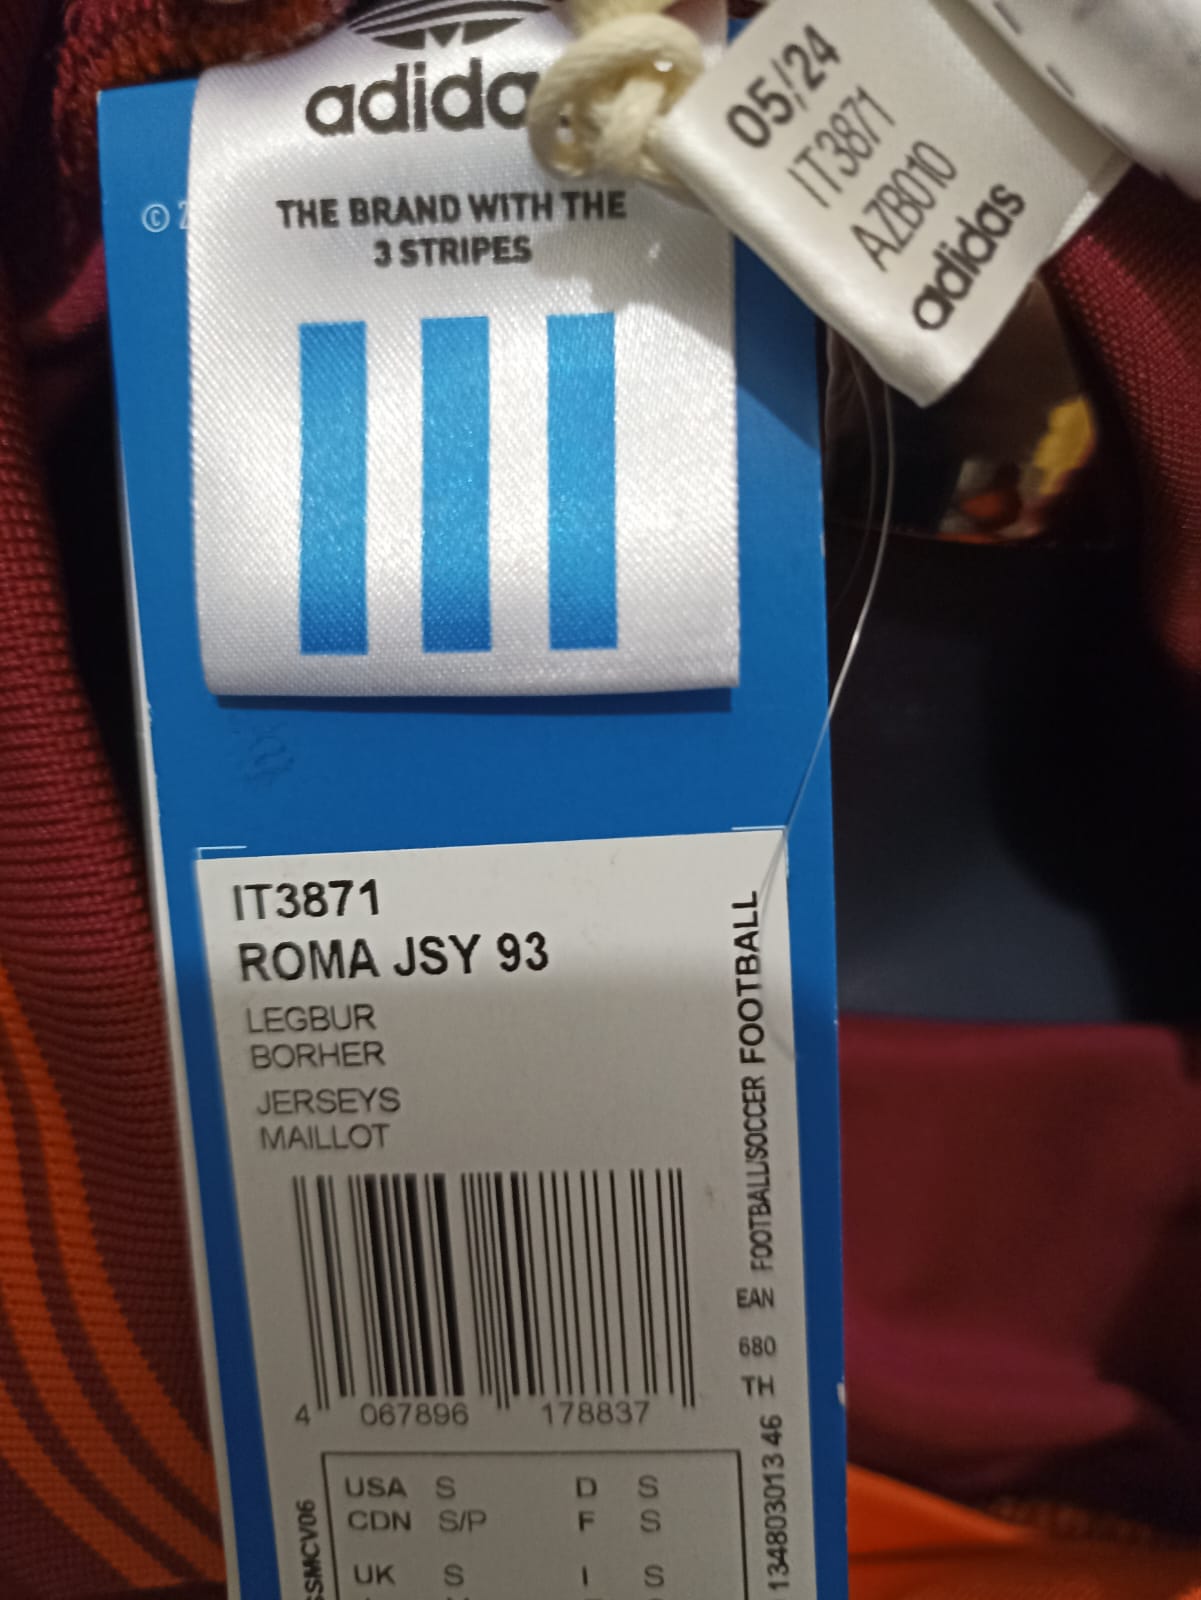 adida
THE BRAND WITH THE
3 STRIPES
©
05/24
IT3871
AZB010
adidas
IT3871
ROMA JSY 93
LEGBUR
BORHER
JERSEYS
MAILLOT
4 067896 178837
FOOTBALL/SOCCER FOOTBALL
EAN
680
TH
134803013 46
USA S D S
CDN S/P F S
UK S I S